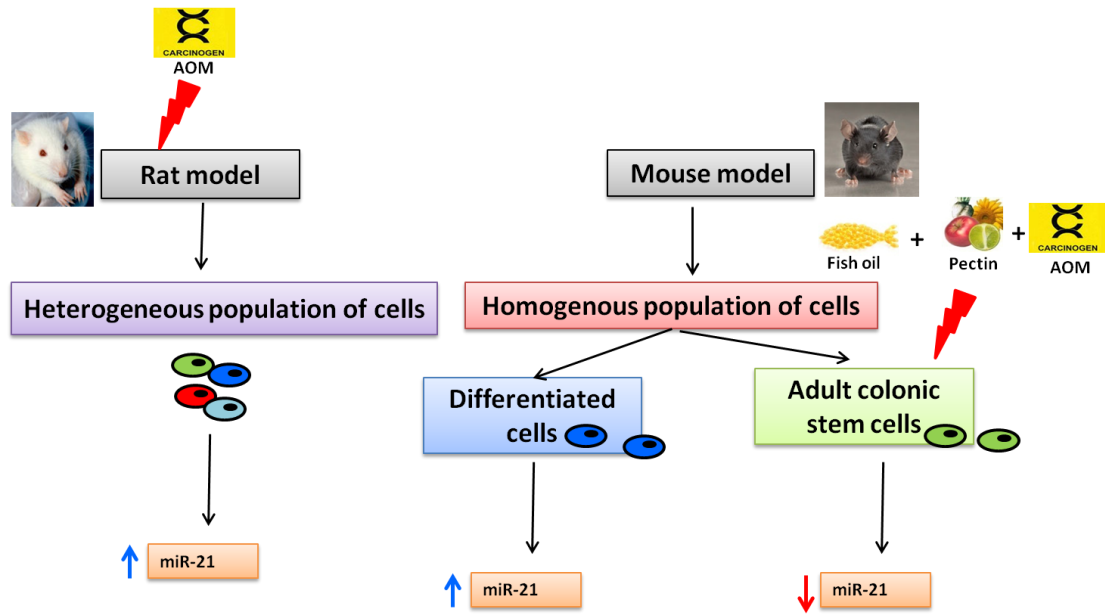 CARCINOGEN
AOM
Rat model
Mouse model
Fish oil
+
Pectin
+
CARCINOGEN
AOM
Heterogeneous population of cells
Homogenous population of cells
Differentiated
cells
Adult colonic
stem cells
miR-21
miR-21
miR-21